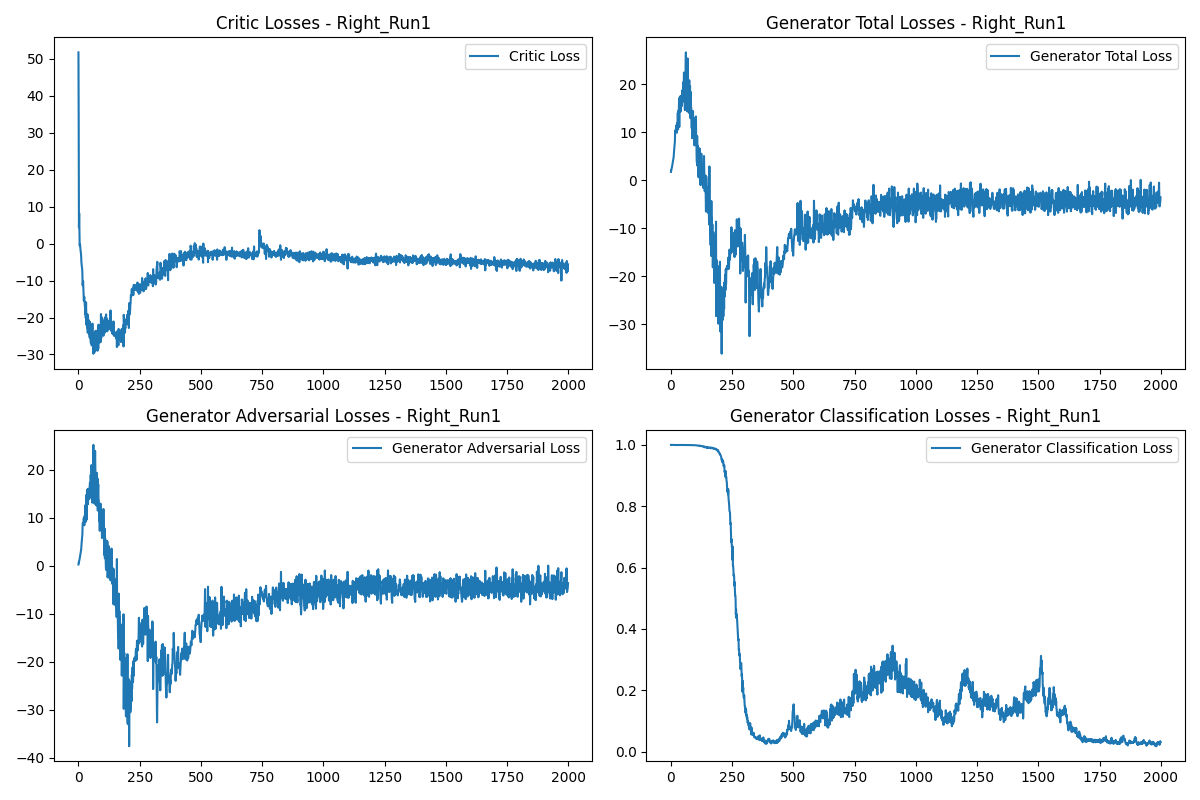 Critic Losses - Right_Run1
Critic Loss
50
40
30
20
10
0
−10
−20
−30
0 250 500 750 1000 1250 1500 1750 2000
Generator Total Losses - Right_Run1
Generator Total Loss
20
10
0
−10
−20
−30
0 250 500 750 1000 1250 1500 1750 2000
Generator Adversarial Losses - Right_Run1
Generator Adversarial Loss
20
10
0
−10
−20
−30
−40
0 250 500 750 1000 1250 1500 1750 2000
Generator Classification Losses - Right_Run1
Generator Classification Loss
1.0
0.8
0.6
0.4
0.2
0.0
0 250 500 750 1000 1250 1500 1750 2000